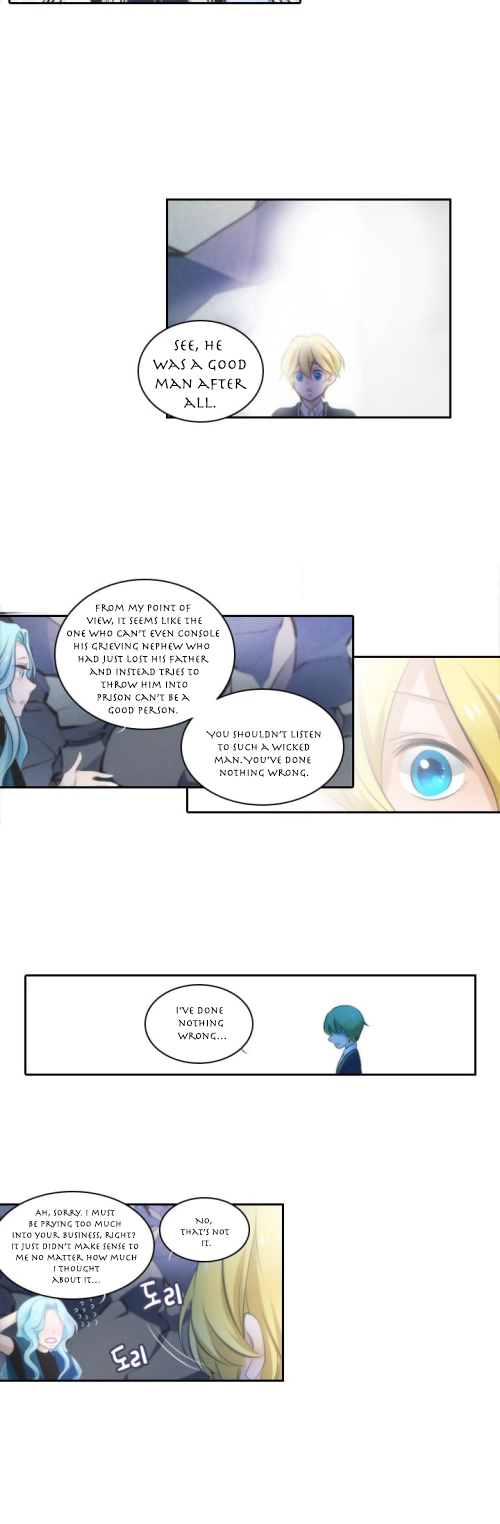 SEE, HE
WAS A GOOD
MAN AFTER
ALL.
FROM MY POINT OF
VIEW, IT SEEMS LIKE THE
ONE WHO CAN'T EVEN CONSOLE
HIS GRIEVING NEPHEW WHO
HAD JUST LOST HIS FATHER
AND INSTEAD TRIES TO
THROW HIM INTO
PRISON CAN'T BE A
GOOD PERSON.
YOU SHOULDN'T LISTEN
TO SUCH A WICKED
MAN. YOU'VE DONE
NOTHING WRONG.
I'VE DONE
NOTHING
WRONG...
AH, SORRY. I MUST
BE PRYING TOO MUCH
INTO YOUR BUSINESS, RIGHT?
IT JUST DIDN'T MAKE SENSE TO
ME NO MATTER HOW MUCH
I THOUGHT
ABOUT IT...
NO,
THAT'S NOT
IT.
도리
도리